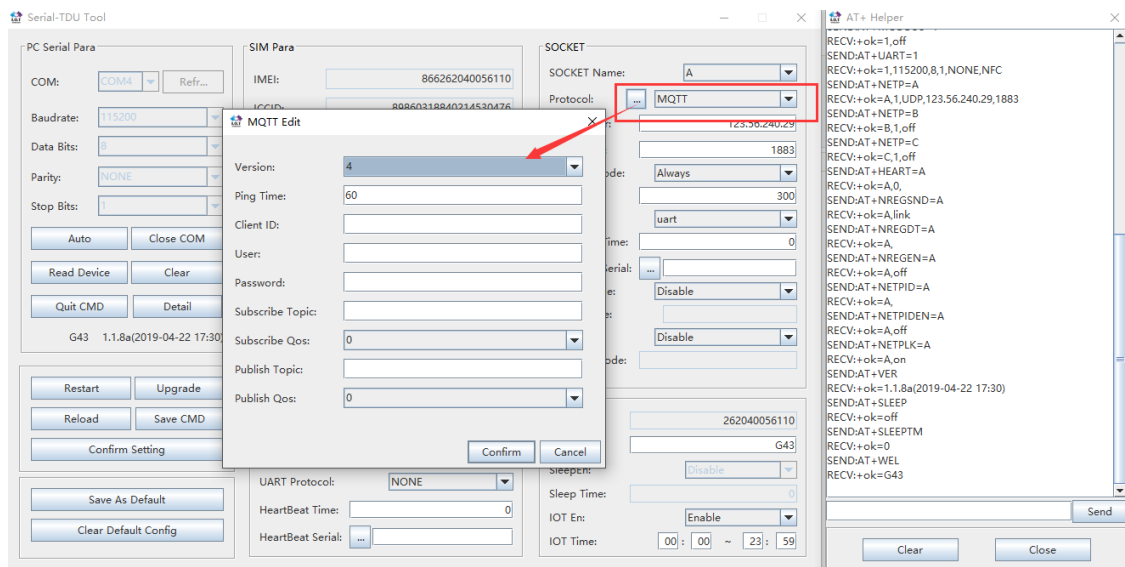 Serial-TDU Tool
PC Serial Para
COM: COM4 Refr...
Baudrate: 115200
Data Bits: 8
Parity: NONE
Stop Bits: 1
Auto Close COM
Read Device Clear
Quit CMD Detail
G43 1.1.8a(2019-04-22 17:30)
Restart Upgrade
Reload Save CMD
Confirm Setting
Save As Default
Clear Default Config
SIM Para
IMEI: 866262040056110
ICCID: 89860318840214530476
MQTT Edit
Version: 4
Ping Time: 60
Client ID:
User:
Password:
Subscribe Topic:
Subscribe Qos: 0
Publish Topic:
Publish Qos: 0
Confirm Cancel
UART Protocol: NONE
HeartBeat Time: 0
HeartBeat Serial: ...
SOCKET
SOCKET Name: A
Protocol: ... MQTT
123.56.240.29
1883
Always
300
uart
ime: 0
erial: ...
Disable
Disable
ode:
262040056110
G43
SleepEn: Disable
Sleep Time: 0
IOT En: Enable
IOT Time: 00 : 00 ~ 23 : 59
AT+ Helper
RECV:+ok=1,off
SEND:AT+UART=1
RECV:+ok=1,115200,8,1,NONE,NFC
SEND:AT+NETP=A
RECV:+ok=A,1,UDP,123.56.240.29,1883
SEND:AT+NETP=B
RECV:+ok=B,1,off
SEND:AT+NETP=C
RECV:+ok=C,1,off
SEND:AT+HEART=A
RECV:+ok=A,0,
SEND:AT+NREGSND=A
RECV:+ok=A,link
SEND:AT+NREGDT=A
RECV:+ok=A,
SEND:AT+NREGEN=A
RECV:+ok=A,off
SEND:AT+NETPID=A
RECV:+ok=A,
SEND:AT+NETPIDEN=A
RECV:+ok=A,off
SEND:AT+NETPLK=A
RECV:+ok=A,on
SEND:AT+VER
RECV:+ok=1.1.8a(2019-04-22 17:30)
SEND:AT+SLEEP
RECV:+ok=off
SEND:AT+SLEEPTM
RECV:+ok=0
SEND:AT+WEL
RECV:+ok=G43
Send
Clear Close